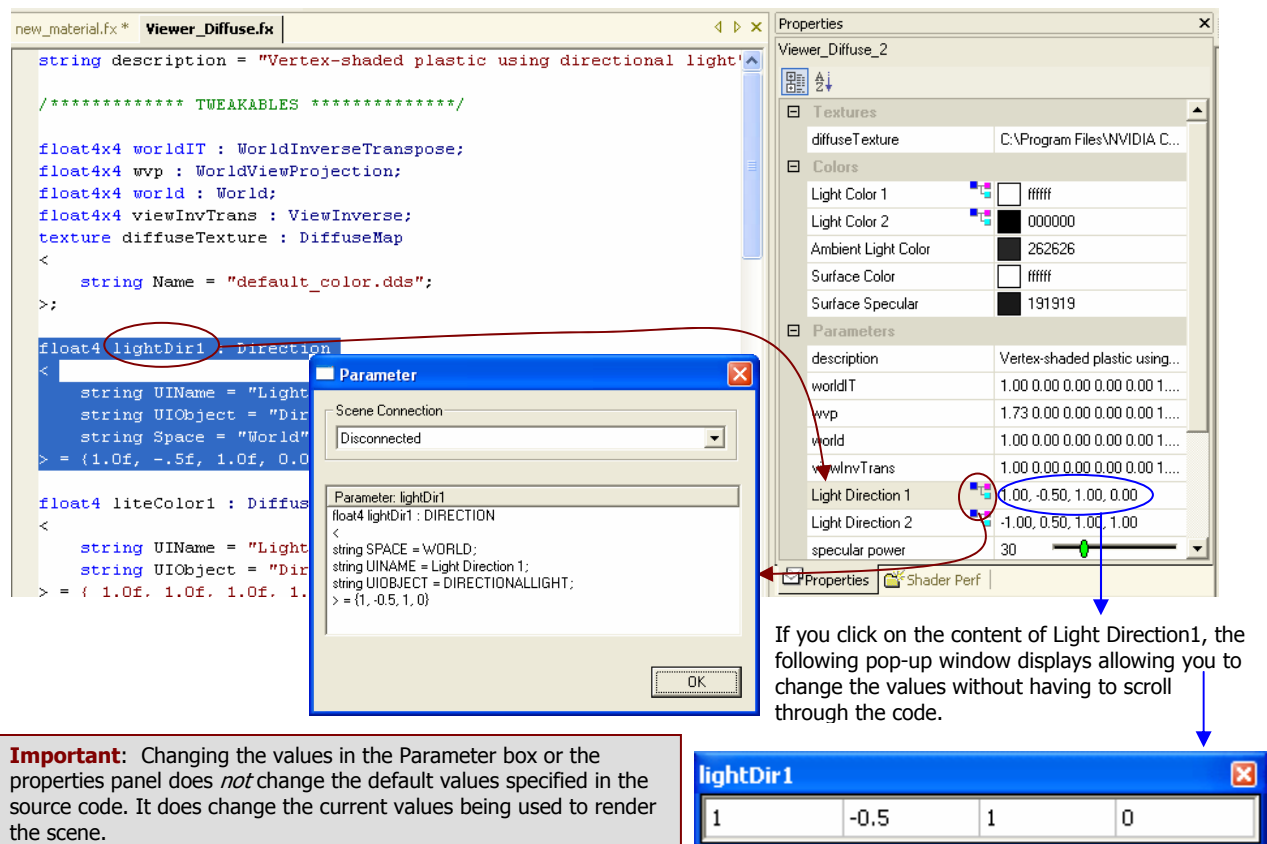 new_material.fx * Viewer_Diffuse.fx
string description = "Vertex-shaded plastic using directional light"
/************* TWEAKABLES **************/
float4x4 worldIT : WorldInverseTranspose;
float4x4 wvp : WorldViewProjection;
float4x4 world : World;
float4x4 viewInvTrans : ViewInverse;
texture diffuseTexture : DiffuseMap
<
string Name = "default_color.dds";
>;
float4 lightDir1 : Direction
<
string UIName = "Light
string UIObject = "Dir
string Space = "World"
> = {1.0f, -.5f, 1.0f, 0.0
float4 liteColor1 : Diffus
<
string UIName = "Light
string UIObject = "Dir
> = { 1.0f, 1.0f, 1.0f, 1.
Parameter
Scene Connection
Disconnected
Parameter: lightDir1
float4 lightDir1 : DIRECTION
<
string SPACE = WORLD;
string UINAME = Light Direction 1;
string UIOBJECT = DIRECTIONALLIGHT;
> = {1, -0.5, 1, 0}
OK
Properties
Viewer_Diffuse_2
Textures
diffuseTexture C:\Program Files\NVIDIA C...
Colors
Light Color 1 ffffff
Light Color 2 000000
Ambient Light Color 262626
Surface Color ffffff
Surface Specular 191919
Parameters
description Vertex-shaded plastic using...
worldIT 1.00 0.00 0.00 0.00 0.00 1....
wvp 1.73 0.00 0.00 0.00 0.00 1....
world 1.00 0.00 0.00 0.00 0.00 1....
viewInvTrans 1.00 0.00 0.00 0.00 0.00 1....
Light Direction 1 1.00, -0.50, 1.00, 0.00
Light Direction 2 -1.00, 0.50, 1.00, 1.00
specular power 30
Properties Shader Perf
If you click on the content of Light Direction1, the
following pop-up window displays allowing you to
change the values without having to scroll
through the code.
Important: Changing the values in the Parameter box or the
properties panel does not change the default values specified in the
source code. It does change the current values being used to render
the scene.
lightDir1
1 -0.5 1 0